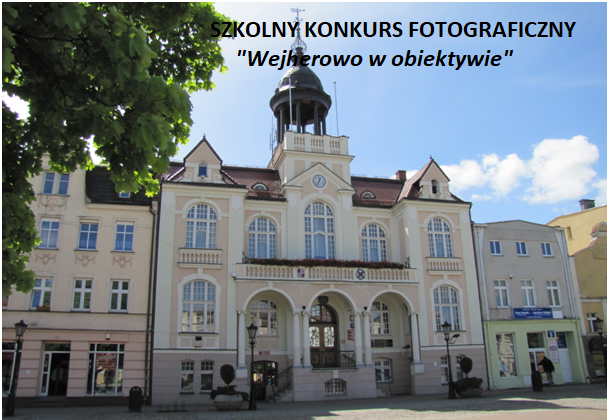 SZKOLNY KONKURS FOTOGRAFICZNY
"Wejherowo w obiektywie"